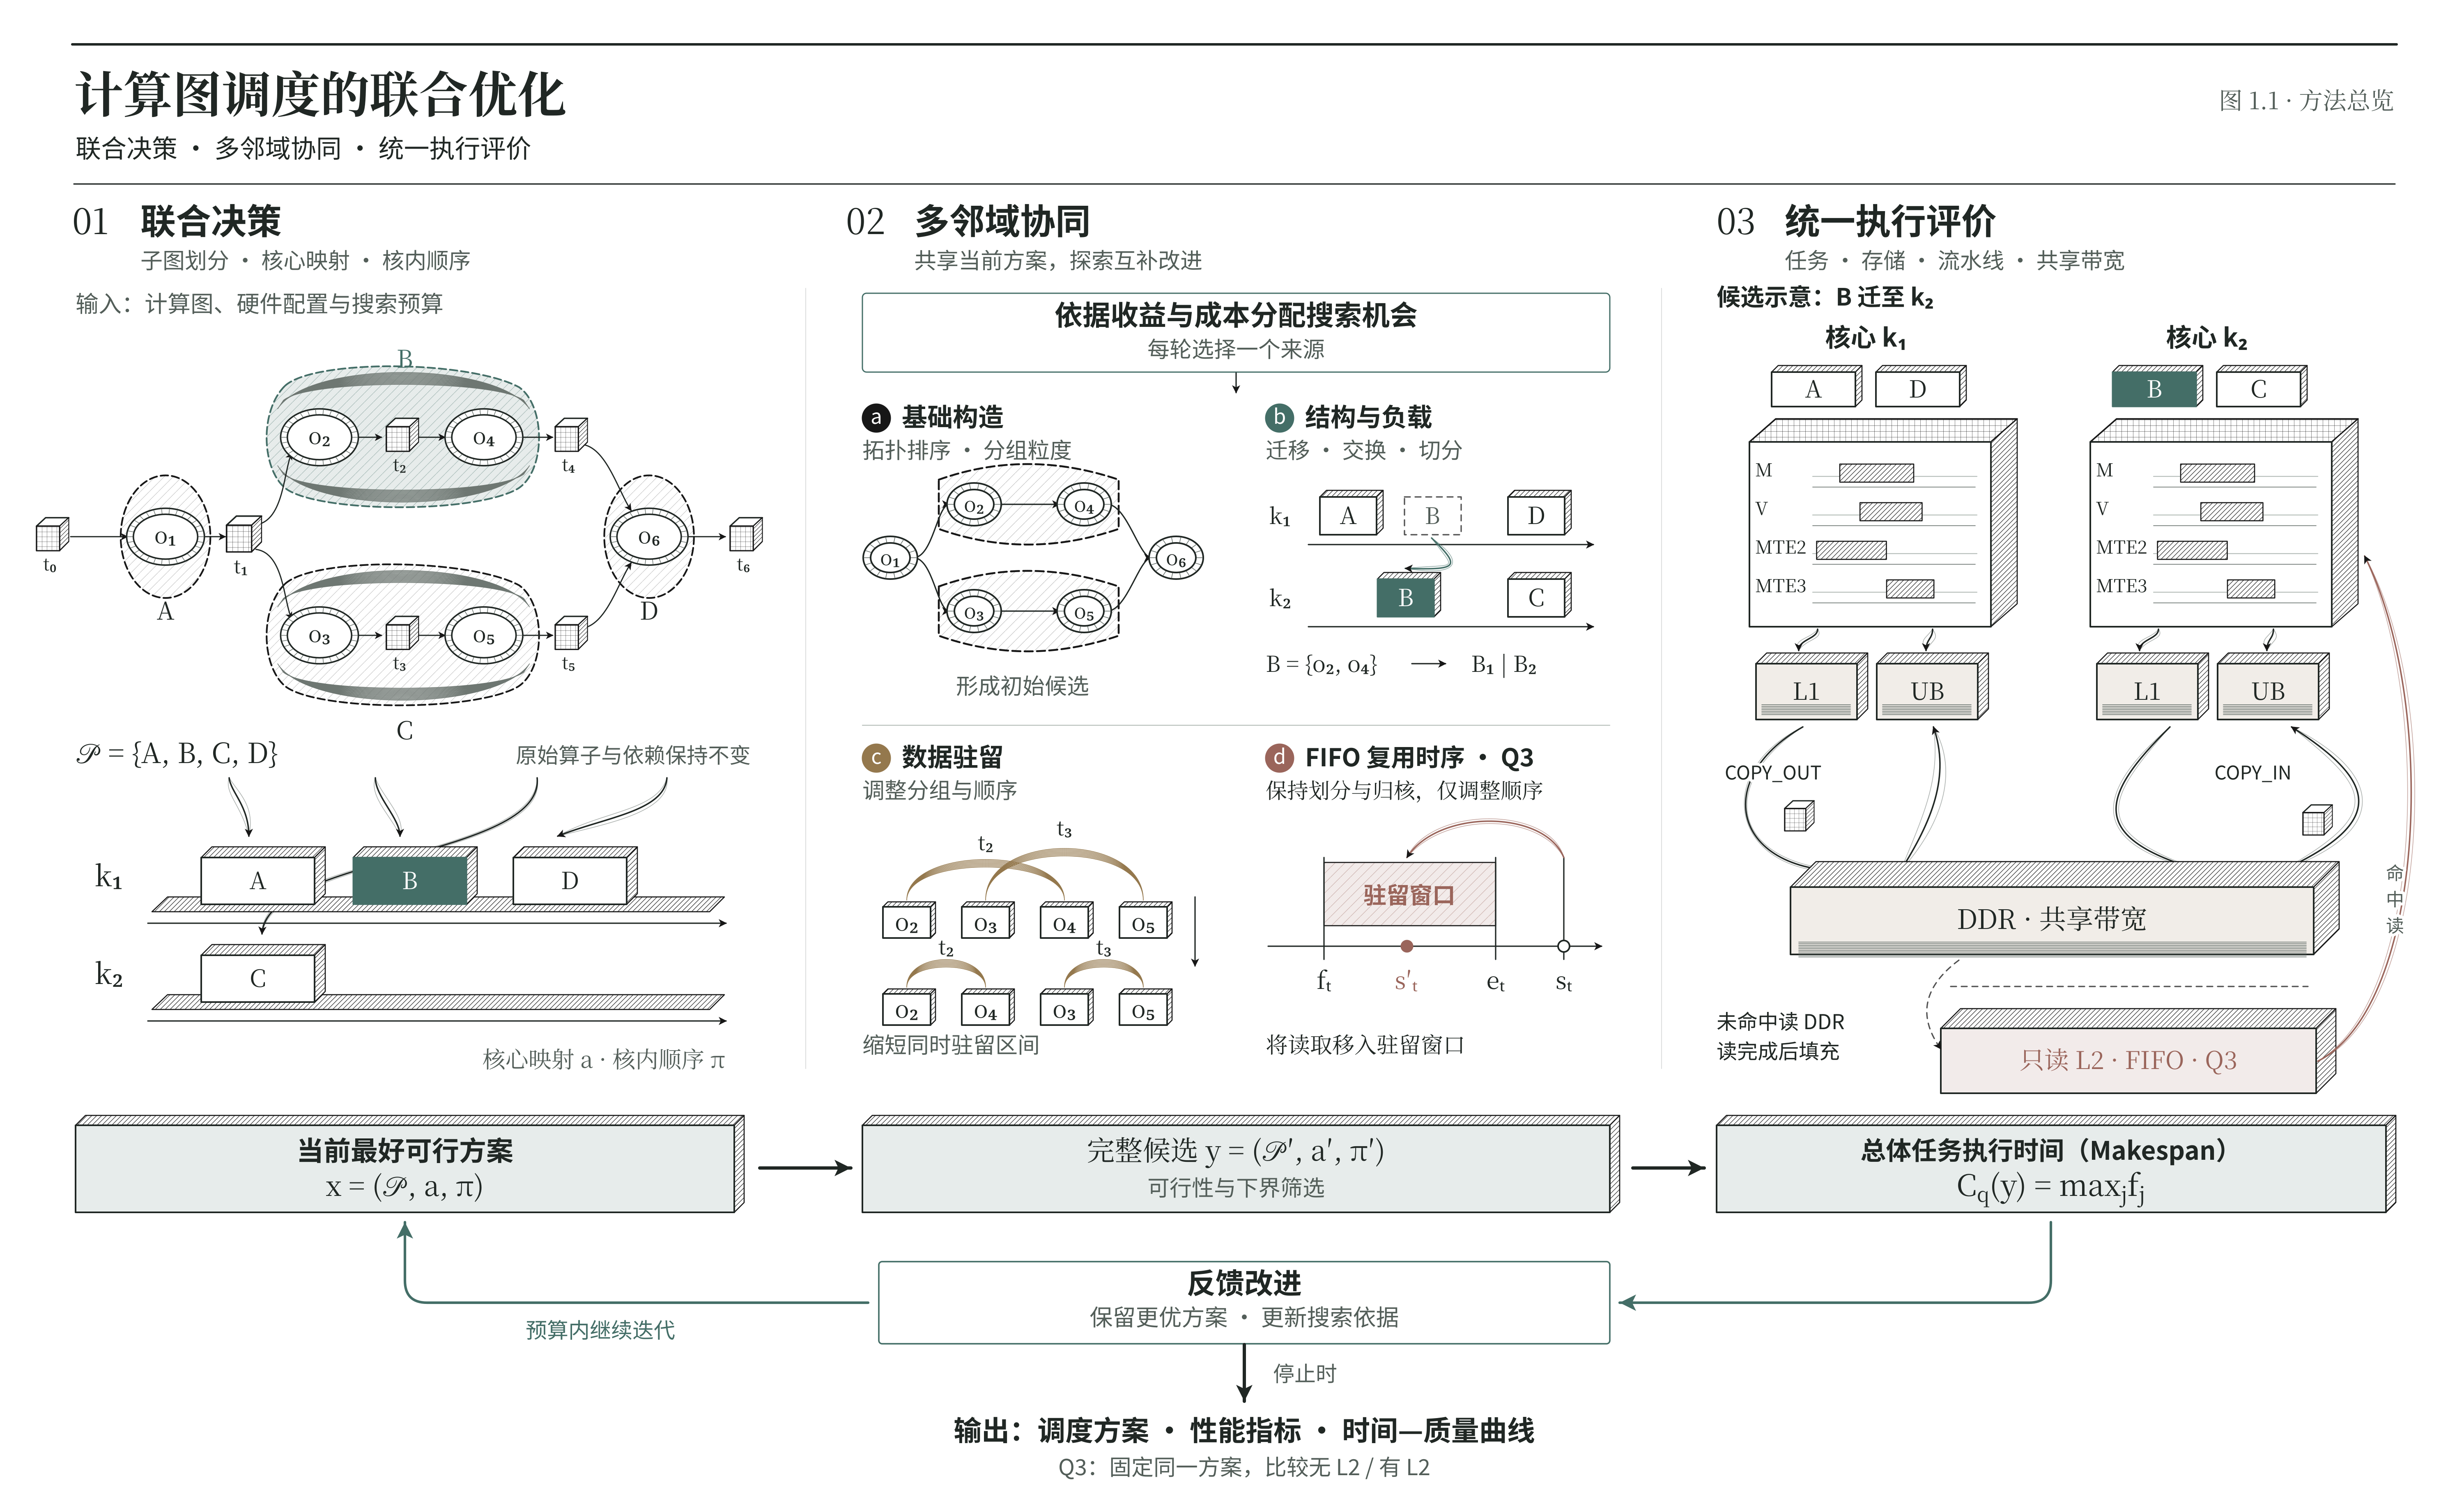 计算图调度的联合优化
图 1.1 · 方法总览
联合决策 • 多邻域协同 • 统一执行评价
01 联合决策
子图划分 • 核心映射 • 核内顺序
输入：计算图、硬件配置与搜索预算
B
o₂
t₂
o₄
t₄
t₀
o₁
A
t₁
o₆
D
t₆
o₃
t₃
o₅
t₅
C
𝒫 = {A, B, C, D}
原始算子与依赖保持不变
k₁
A
B
D
k₂
C
核心映射 a · 核内顺序 π
02 多邻域协同
共享当前方案，探索互补改进
依据收益与成本分配搜索机会
每轮选择一个来源
a 基础构造
拓扑排序 • 分组粒度
O₂
O₄
O₁
O₆
O₃
O₅
形成初始候选
b 结构与负载
迁移 • 交换 • 切分
k₁
A
B
D
k₂
B
C
B = {o₂, o₄} → B₁ | B₂
c 数据驻留
调整分组与顺序
t₂
t₃
O₂
O₃
O₄
O₅
t₂
t₃
O₂
O₄
O₃
O₅
缩短同时驻留区间
d FIFO 复用时序 • Q3
保持划分与归核，仅调整顺序
驻留窗口
fₜ
s′ₜ
eₜ
sₜ
将读取移入驻留窗口
03 统一执行评价
任务 • 存储 • 流水线 • 共享带宽
候选示意：B 迁至 k₂
核心 k₁
核心 k₂
A
D
B
C
M
V
MTE2
MTE3
M
V
MTE2
MTE3
L1
UB
L1
UB
COPY_OUT
COPY_IN
DDR · 共享带宽
命中读
未命中读 DDR
读完成后填充
只读 L2 · FIFO · Q3
当前最好可行方案
x = (𝒫, a, π)
完整候选 y = (𝒫′, a′, π′)
可行性与下界筛选
总体任务执行时间（Makespan）
C_q(y) = maxⱼfⱼ
反馈改进
保留更优方案 • 更新搜索依据
预算内继续迭代
停止时
输出：调度方案 • 性能指标 • 时间—质量曲线
Q3：固定同一方案，比较无 L2 / 有 L2